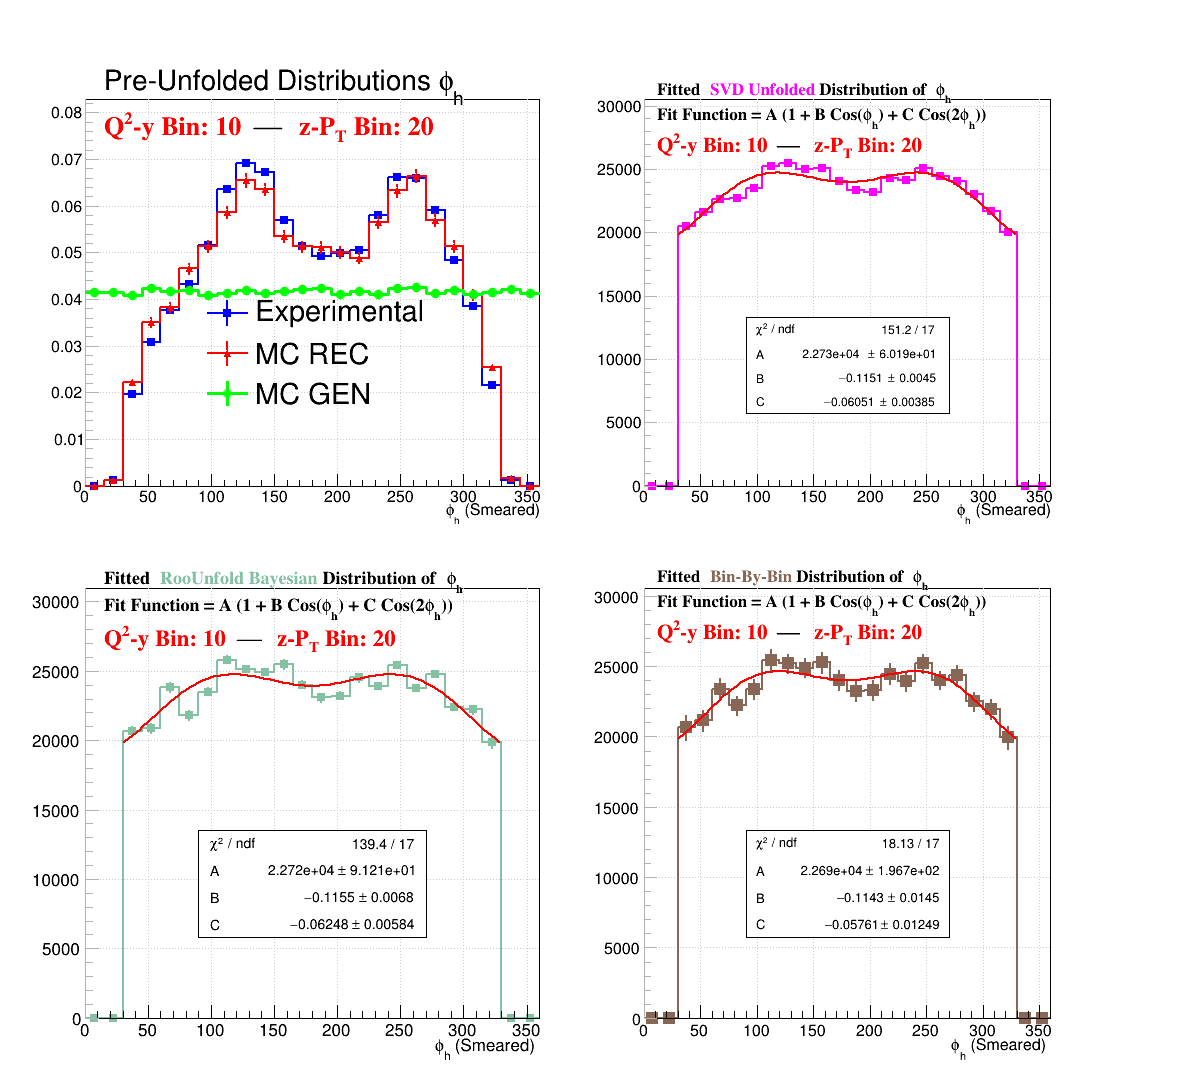 Pre-Unfolded Distributions ϕh
Q²-y Bin: 10 — z-PT Bin: 20
0.08
0.07
0.06
0.05
0.04
0.03
0.02
0.01
0
Experimental
MC REC
MC GEN
0 50 100 150 200 250 300 350
ϕh (Smeared)
Fitted SVD Unfolded Distribution of ϕh
Fit Function = A (1 + B Cos(ϕh) + C Cos(2ϕh))
Q²-y Bin: 10 — z-PT Bin: 20
30000
25000
20000
15000
10000
5000
0
χ² / ndf 151.2 / 17
A 2.273e+04 ± 6.019e+01
B −0.1151 ± 0.0045
C −0.06051 ± 0.00385
0 50 100 150 200 250 300 350
ϕh (Smeared)
Fitted RooUnfold Bayesian Distribution of ϕh
Fit Function = A (1 + B Cos(ϕh) + C Cos(2ϕh))
Q²-y Bin: 10 — z-PT Bin: 20
30000
25000
20000
15000
10000
5000
0
χ² / ndf 139.4 / 17
A 2.272e+04 ± 9.121e+01
B −0.1155 ± 0.0068
C −0.06248 ± 0.00584
0 50 100 150 200 250 300 350
ϕh (Smeared)
Fitted Bin-By-Bin Distribution of ϕh
Fit Function = A (1 + B Cos(ϕh) + C Cos(2ϕh))
Q²-y Bin: 10 — z-PT Bin: 20
30000
25000
20000
15000
10000
5000
0
χ² / ndf 18.13 / 17
A 2.269e+04 ± 1.967e+02
B −0.1143 ± 0.0145
C −0.05761 ± 0.01249
0 50 100 150 200 250 300 350
ϕh (Smeared)